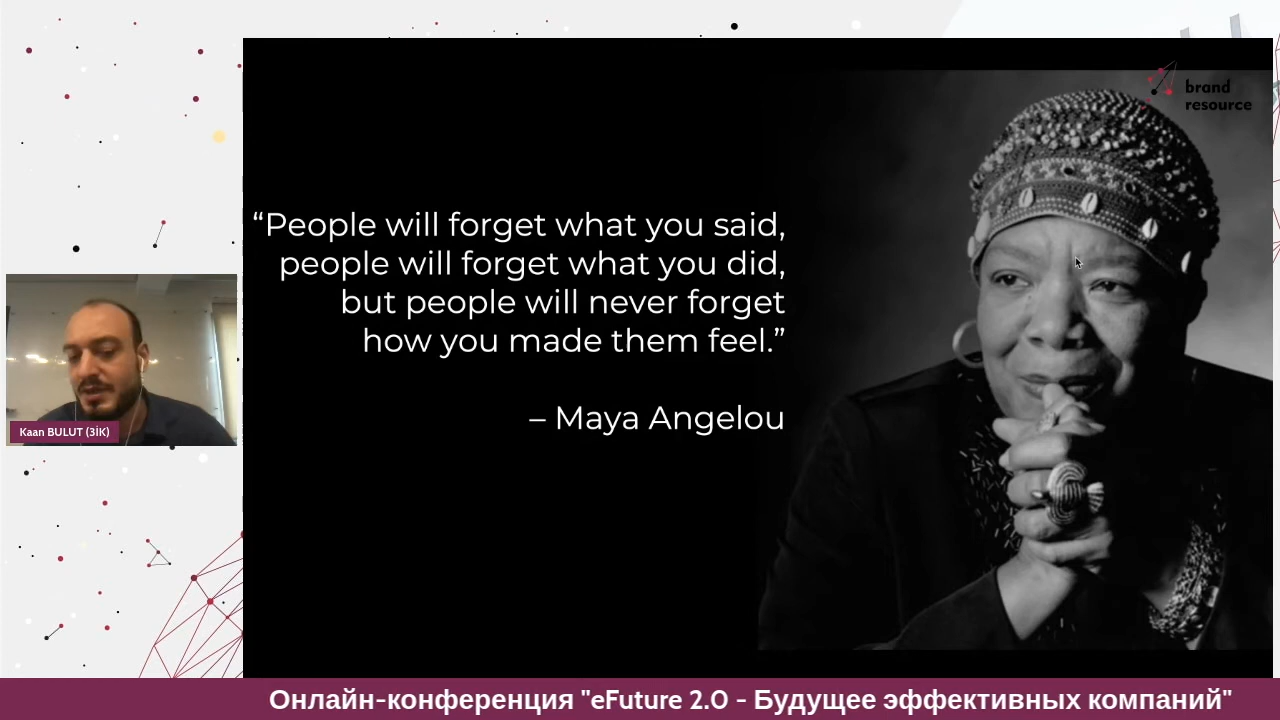 brand
resource
“People will forget what you said,
people will forget what you did,
but people will never forget
how you made them feel.”
– Maya Angelou
Kaan BULUT (3İK)
Онлайн-конференция "eFuture 2.0 - Будущее эффективных компаний"